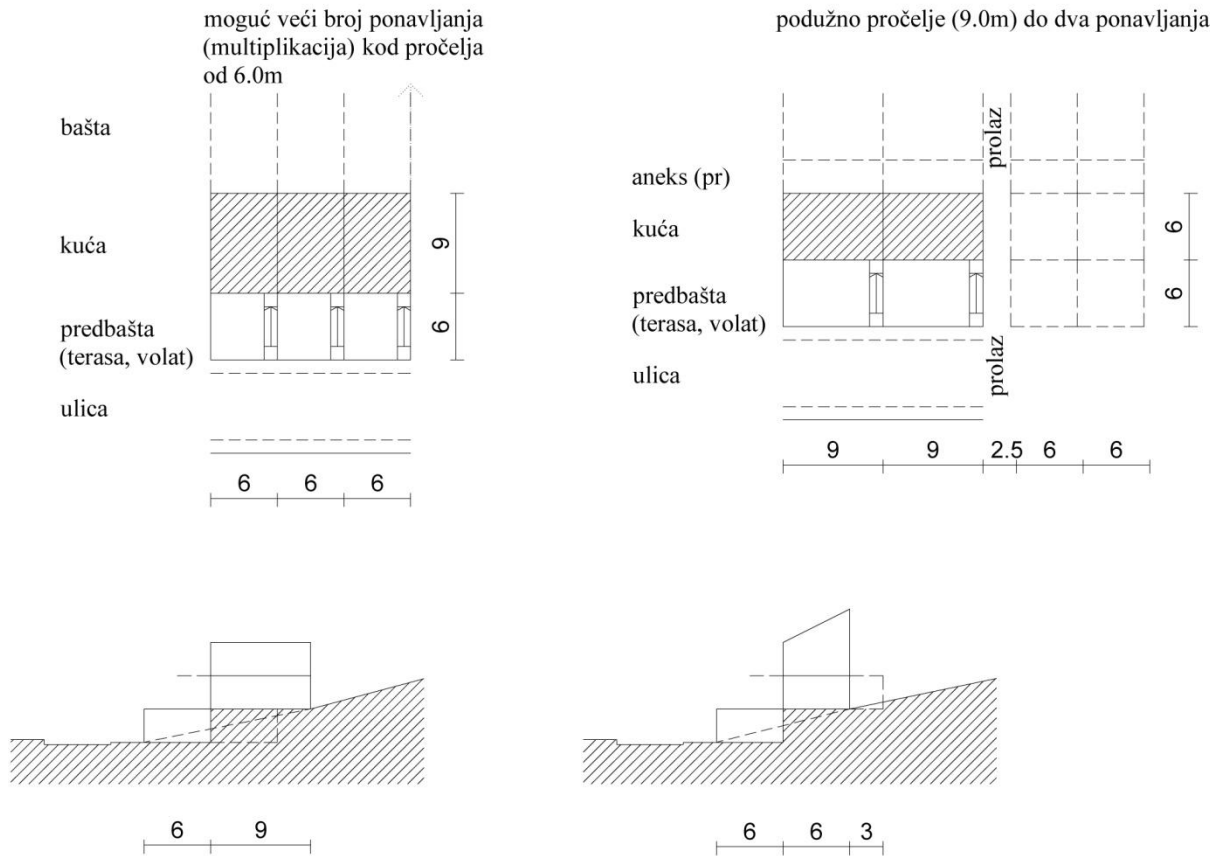 moguć veći broj ponavljanja
(multiplikacija) kod pročelja
od 6.0m
bašta
kuća
predbašta
(terasa, volat)
ulica
9
6
6 6 6
podužno pročelje (9.0m) do dva ponavljanja
prolaz
aneks (pr)
kuća
predbašta
(terasa, volat)
ulica
prolaz
6
6
9 9 2.5 6 6
6 9
6 6 3